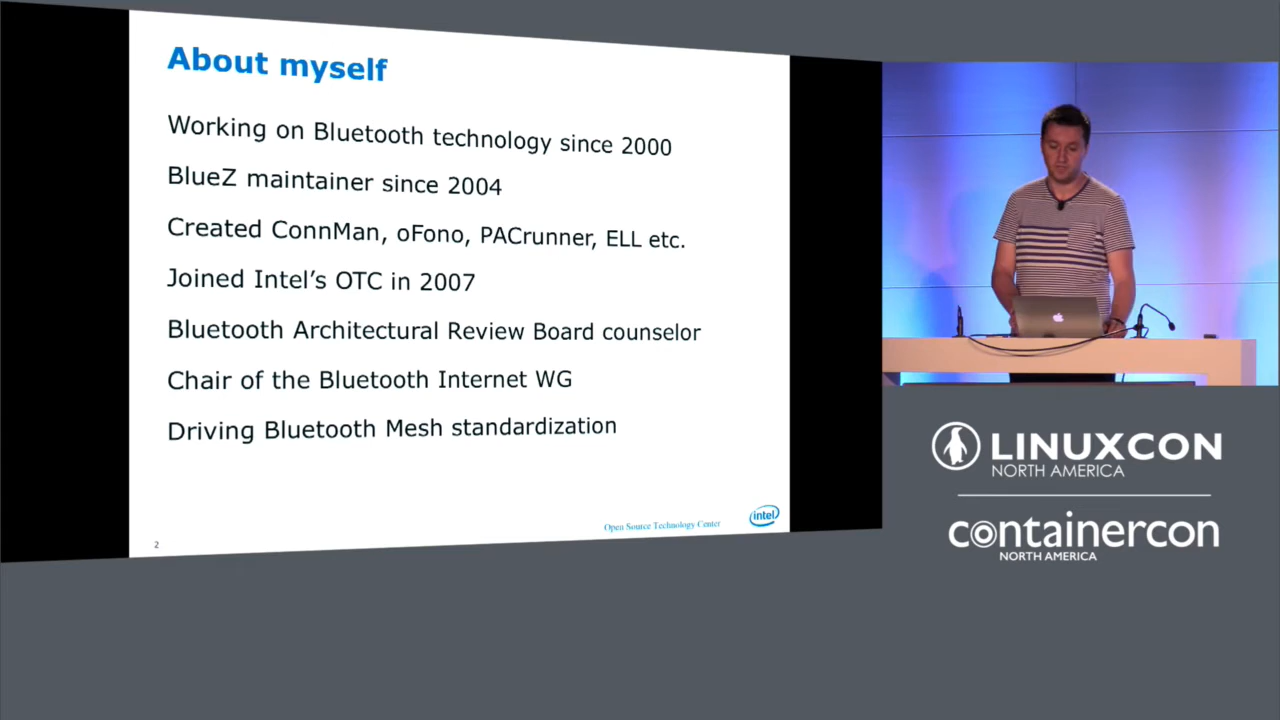 About myself
Working on Bluetooth technology since 2000
BlueZ maintainer since 2004
Created ConnMan, oFono, PACrunner, ELL etc.
Joined Intel's OTC in 2007
Bluetooth Architectural Review Board counselor
Chair of the Bluetooth Internet WG
Driving Bluetooth Mesh standardization
Open Source Technology Center
intel
2
LINUXCON
NORTH AMERICA
containercon
NORTH AMERICA